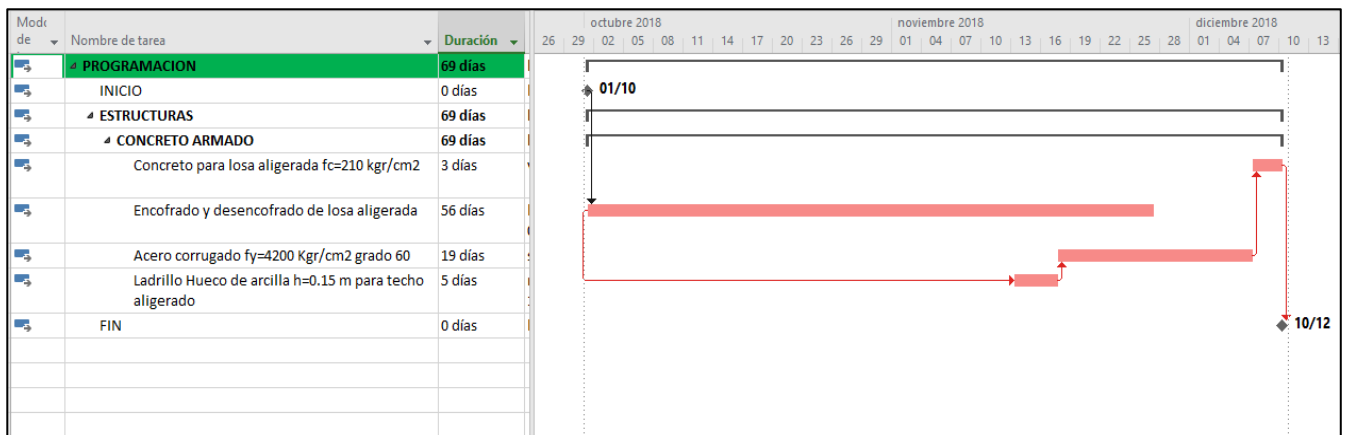 Modo
de Nombre de tarea Duración
octubre 2018 noviembre 2018 diciembre 2018
26 29 02 05 08 11 14 17 20 23 26 29 01 04 07 10 13 16 19 22 25 28 01 04 07 10 13
PROGRAMACION 69 días
INICIO 0 días 01/10
ESTRUCTURAS 69 días
CONCRETO ARMADO 69 días
Concreto para losa aligerada fc=210 kgr/cm2 3 días
Encofrado y desencofrado de losa aligerada 56 días
Acero corrugado fy=4200 Kgr/cm2 grado 60 19 días
Ladrillo Hueco de arcilla h=0.15 m para techo 5 días
aligerado
FIN 0 días 10/12